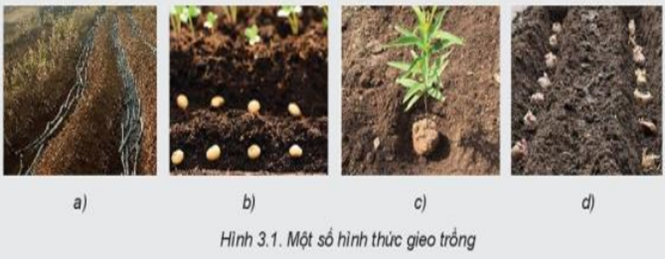 a)
b)
c)
d)
Hình 3.1. Một số hình thức gieo trồng